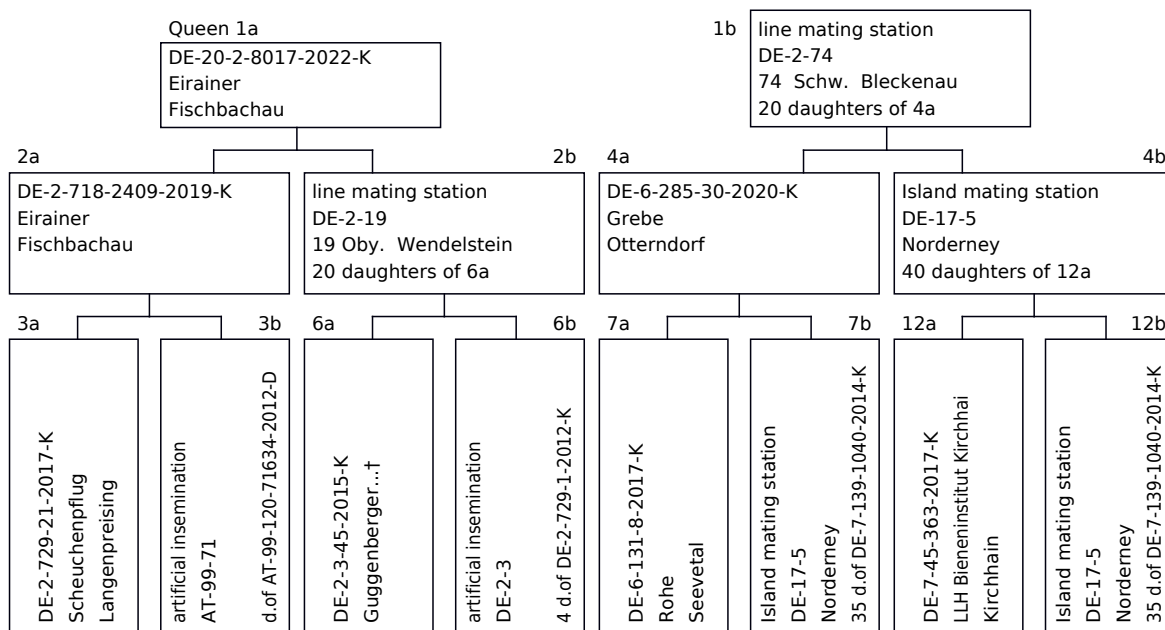 Queen 1a
DE-20-2-8017-2022-K
Eirainer
Fischbachau
1b
line mating station
DE-2-74
74 Schw. Bleckenau
20 daughters of 4a
2a
DE-2-718-2409-2019-K
Eirainer
Fischbachau
2b
line mating station
DE-2-19
19 Oby. Wendelstein
20 daughters of 6a
4a
DE-6-285-30-2020-K
Grebe
Otterndorf
4b
Island mating station
DE-17-5
Norderney
40 daughters of 12a
3a
DE-2-729-21-2017-K
Scheuchenpflug
Langenpreising
3b
artificial insemination
AT-99-71
d.of AT-99-120-71634-2012-D
6a
DE-2-3-45-2015-K
Guggenberger...†
6b
artificial insemination
DE-2-3
4 d.of DE-2-729-1-2012-K
7a
DE-6-131-8-2017-K
Rohe
Seevetal
7b
Island mating station
DE-17-5
Norderney
35 d.of DE-7-139-1040-2014-K
12a
DE-7-45-363-2017-K
LLH Bieneninstitut Kirchhai
Kirchhain
12b
Island mating station
DE-17-5
Norderney
35 d.of DE-7-139-1040-2014-K